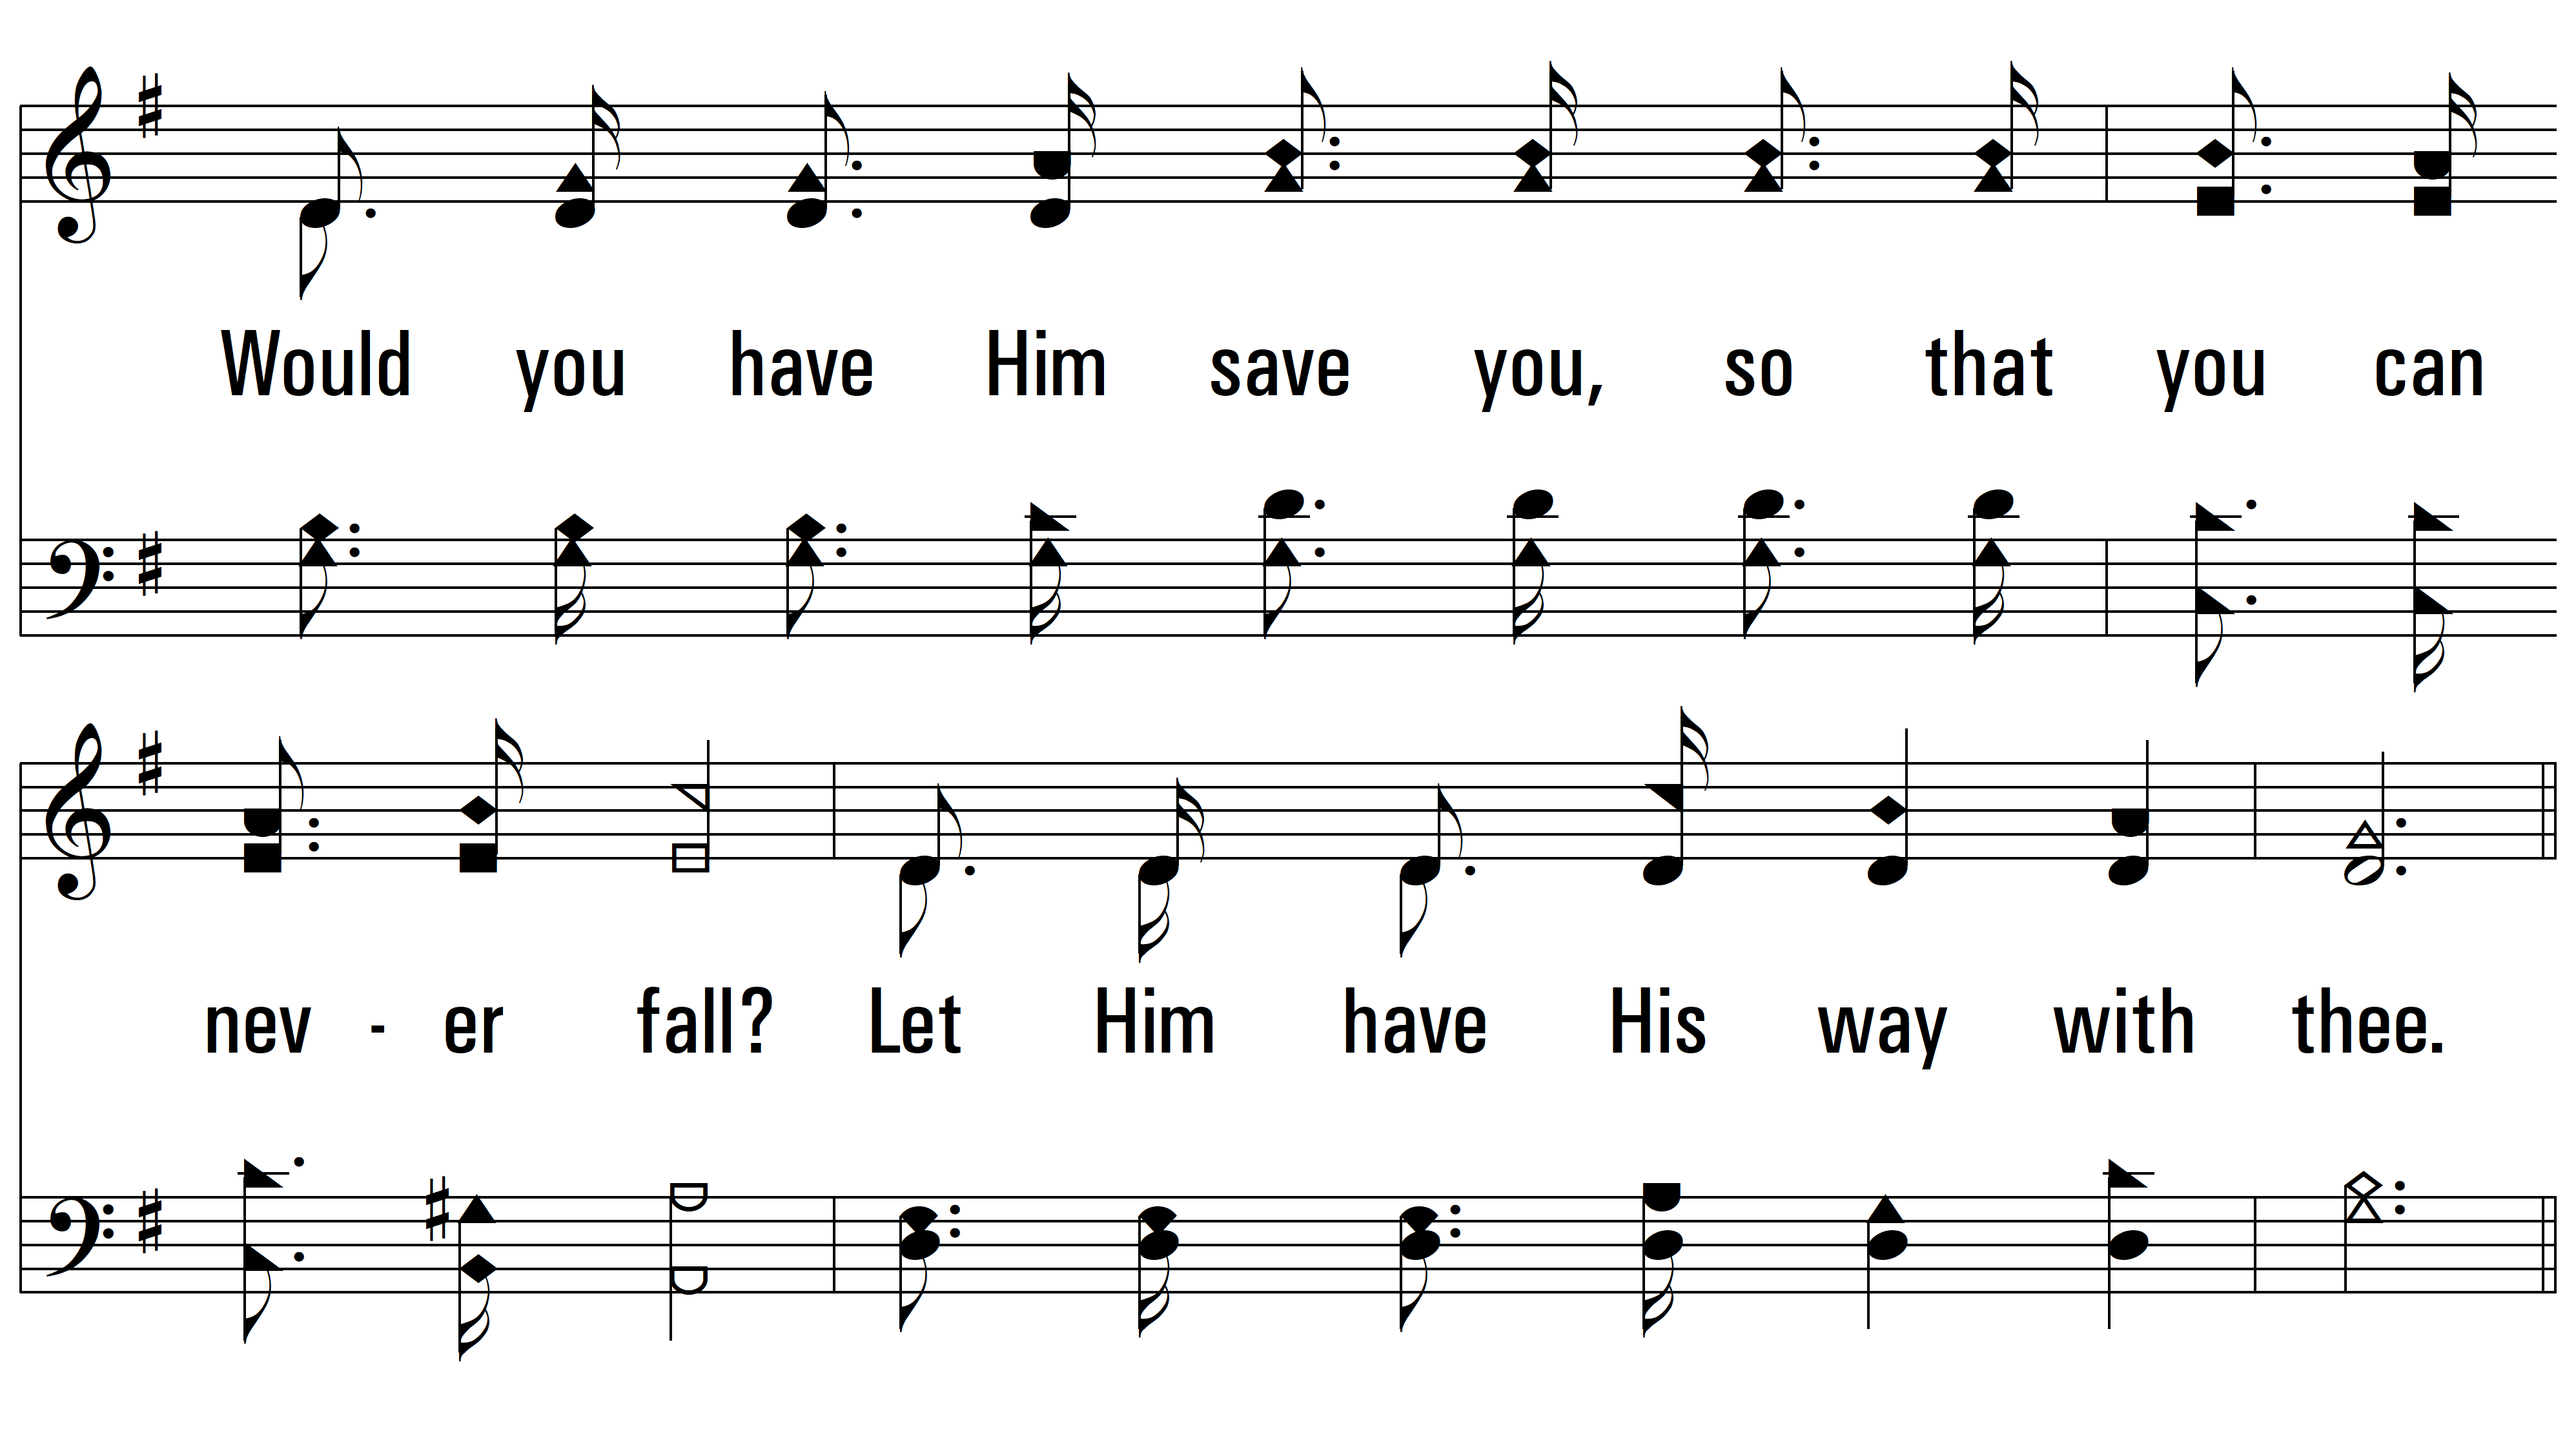 Would you have Him save you, so that you can
nev - er fall? Let Him have His way with thee.